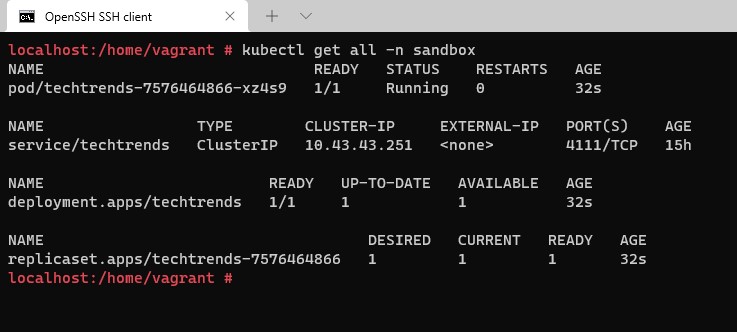 OpenSSH SSH client
localhost:/home/vagrant # kubectl get all -n sandbox
NAME                              READY   STATUS    RESTARTS   AGE
pod/techtrends-7576464866-xz4s9   1/1     Running   0          32s
NAME                 TYPE        CLUSTER-IP     EXTERNAL-IP   PORT(S)    AGE
service/techtrends   ClusterIP   10.43.43.251   <none>        4111/TCP   15h
NAME                         READY   UP-TO-DATE   AVAILABLE   AGE
deployment.apps/techtrends   1/1     1            1           32s
NAME                                    DESIRED   CURRENT   READY   AGE
replicaset.apps/techtrends-7576464866   1         1         1       32s
localhost:/home/vagrant #